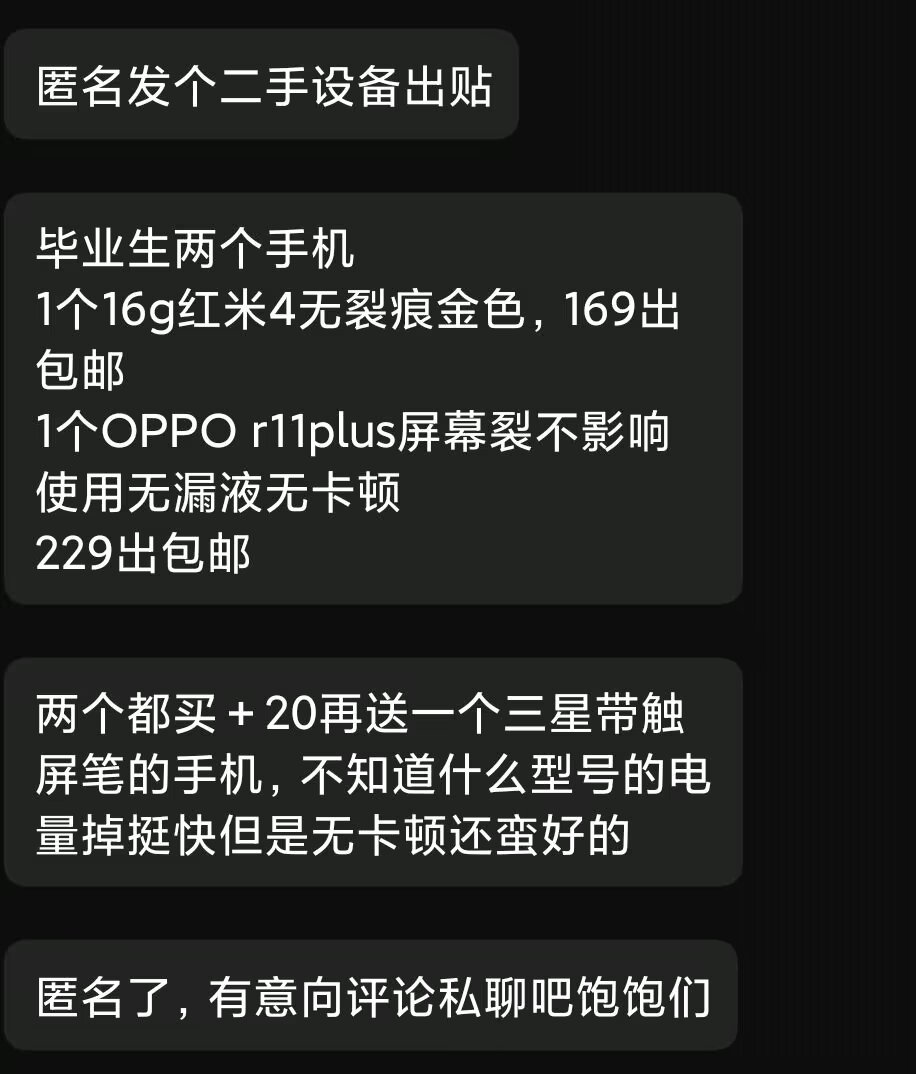 匿名发个二手设备出贴
毕业生两个手机
1个16g红米4无裂痕金色，169出
包邮
1个OPPO r11plus屏幕裂不影响
使用无漏液无卡顿
229出包邮
两个都买＋20再送一个三星带触
屏笔的手机，不知道什么型号的电
量掉挺快但是无卡顿还蛮好的
匿名了，有意向评论私聊吧饱饱们